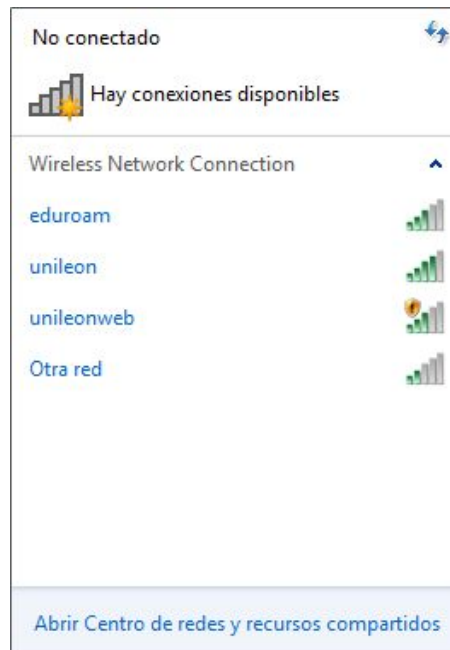 No conectado
Hay conexiones disponibles
Wireless Network Connection
eduroam
unileon
unileonweb
Otra red
Abrir Centro de redes y recursos compartidos